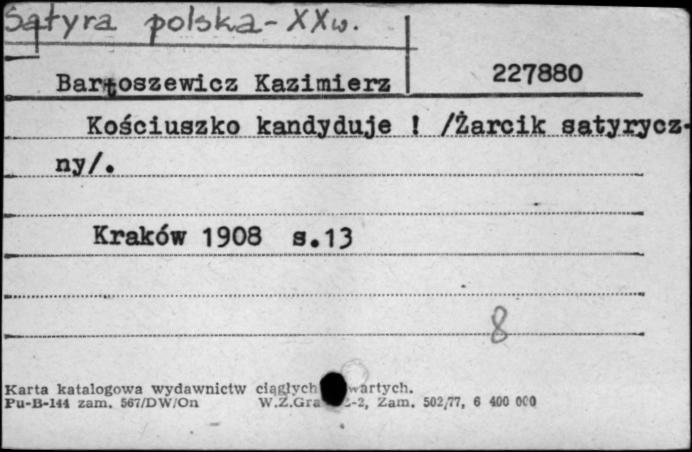 Satyra polska - XXw.
Bartoszewicz Kazimierz
227880
Kościuszko kandyduje ! /Żarcik satyrycz-
ny/.
Kraków 1908 s.13
8
Karta katalogowa wydawnictw ciągłych
Pu-B-144 zam. 567/DW/On W.Z.Gra -2, Zam. 502/77, 6 400 000